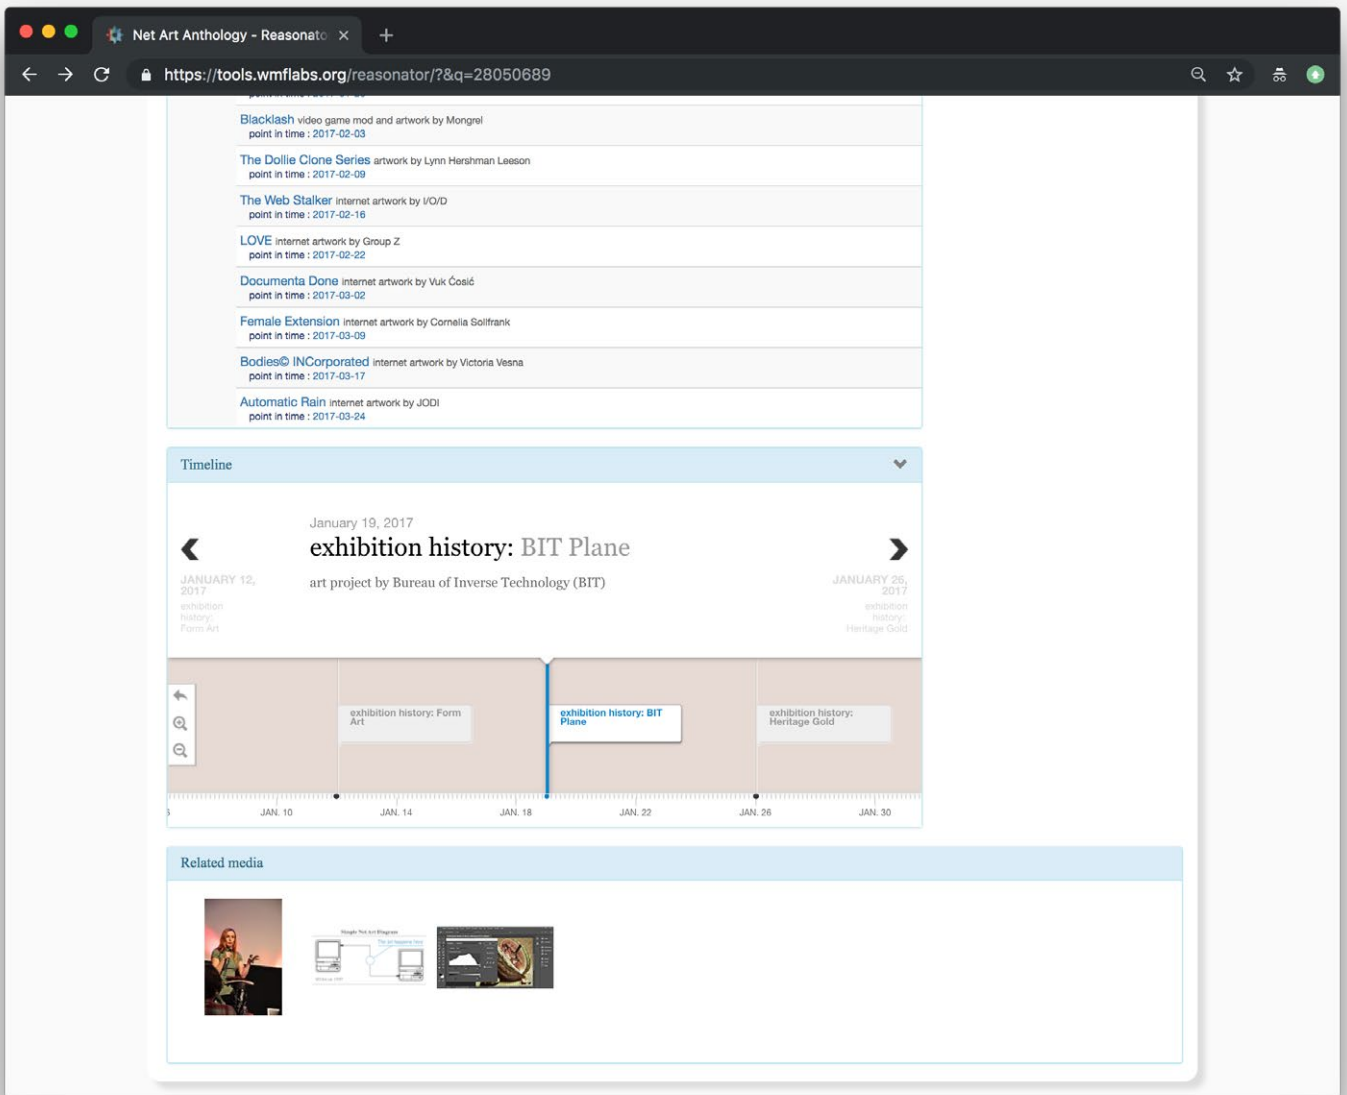 Net Art Anthology - Reasonato
https://tools.wmflabs.org/reasonator/?&q=28050689
Blacklash video game mod and artwork by Mongrel
point in time : 2017-02-03
The Dollie Clone Series artwork by Lynn Hershman Leeson
point in time : 2017-02-09
The Web Stalker internet artwork by I/O/D
point in time : 2017-02-16
LOVE internet artwork by Group Z
point in time : 2017-02-22
Documenta Done internet artwork by Vuk Ćosić
point in time : 2017-03-02
Female Extension internet artwork by Cornelia Sollfrank
point in time : 2017-03-09
Bodies© INCorporated internet artwork by Victoria Vesna
point in time : 2017-03-17
Automatic Rain internet artwork by JODI
point in time : 2017-03-24
Timeline
January 19, 2017
exhibition history: BIT Plane
art project by Bureau of Inverse Technology (BIT)
JANUARY 12,
2017
exhibition
history:
Form Art
JANUARY 26,
2017
exhibition
history:
Heritage Gold
exhibition history: Form
Art
exhibition history: BIT
Plane
exhibition history:
Heritage Gold
JAN. 10
JAN. 14
JAN. 18
JAN. 22
JAN. 26
JAN. 30
Related media
Simple Net Art Diagram
The art happens here